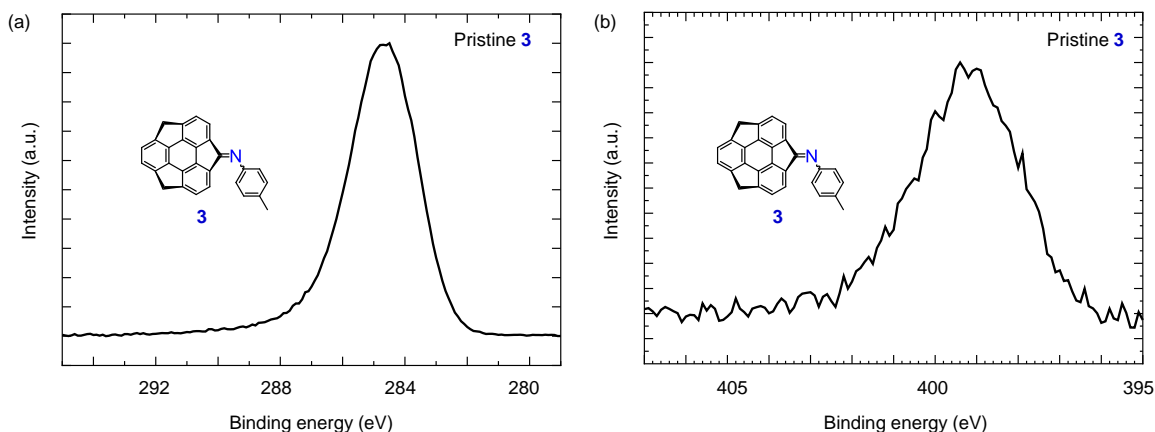 (a)
Pristine 3
N
3
Intensity (a.u.)
292
288
284
280
Binding energy (eV)
(b)
Pristine 3
N
3
Intensity (a.u.)
405
400
395
Binding energy (eV)